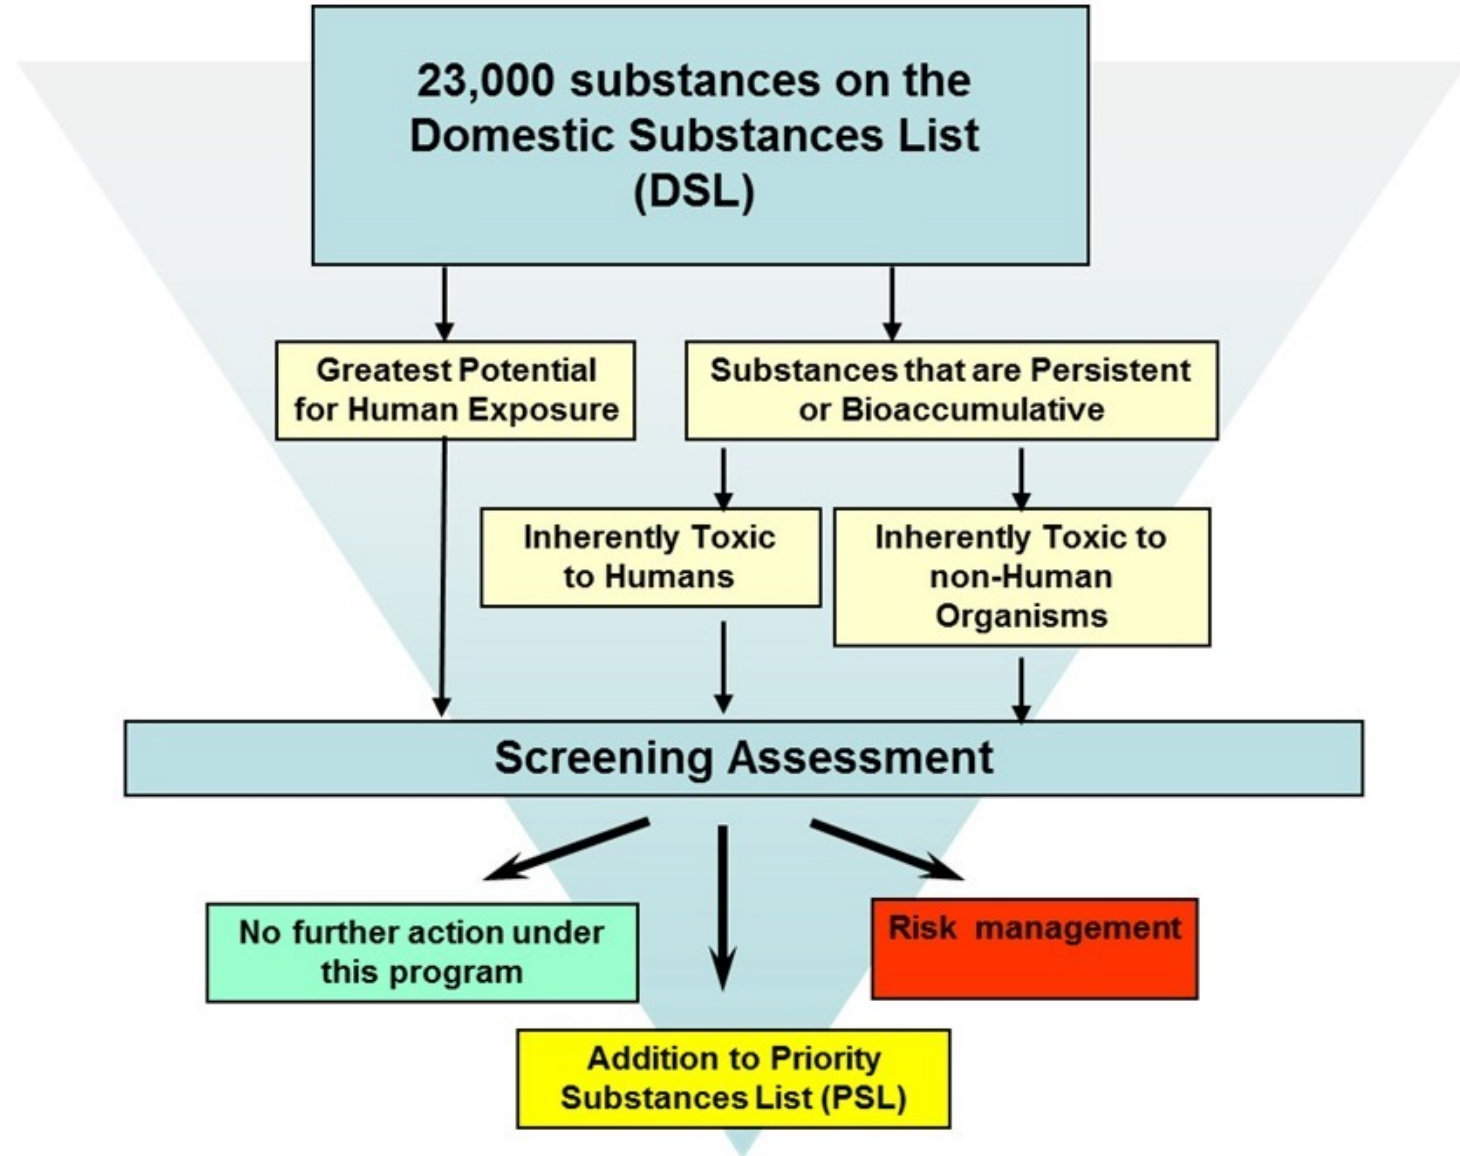 23,000 substances on the
Domestic Substances List
(DSL)
Greatest Potential
for Human Exposure
Substances that are Persistent
or Bioaccumulative
Inherently Toxic
to Humans
Inherently Toxic to
non-Human
Organisms
Screening Assessment
No further action under
this program
Risk management
Addition to Priority
Substances List (PSL)